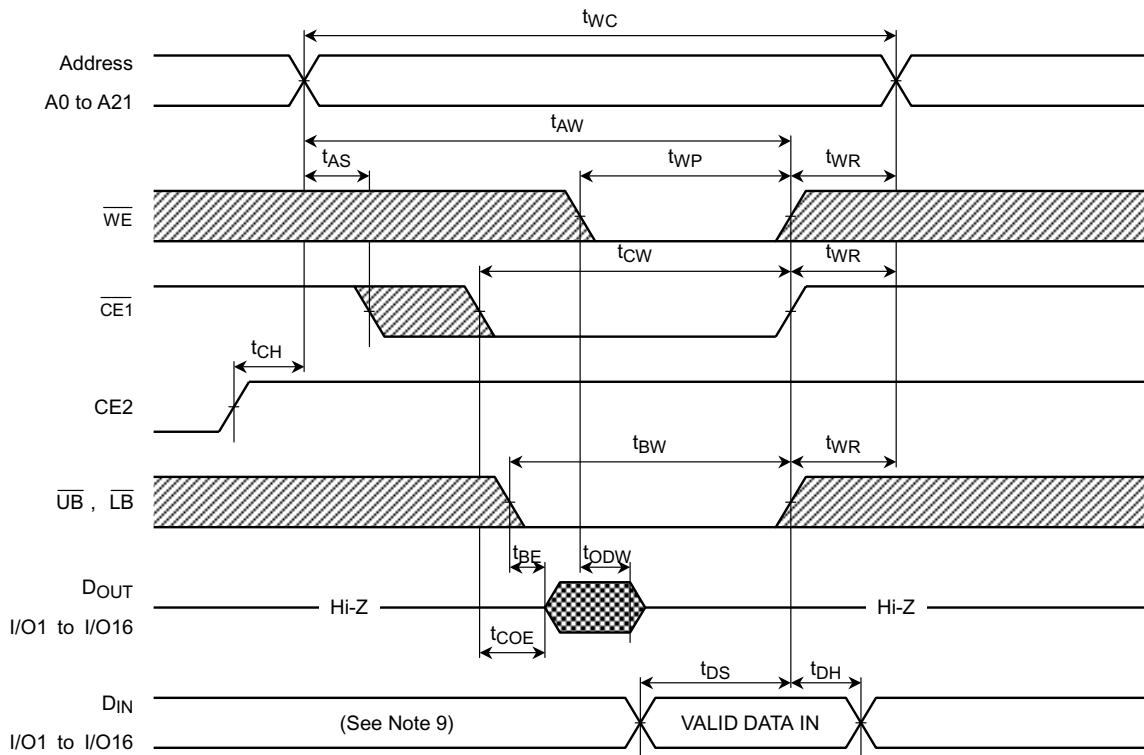 tWC
Address
A0 to A21
tAW
tAS
tWP
tWR
WE
tCW
tWR
CE1
tCH
CE2
tBW
tWR
UB , LB
tBE
tODW
DOUT
I/O1 to I/O16
Hi-Z
Hi-Z
tCOE
tDS
tDH
DIN
I/O1 to I/O16
(See Note 9)
VALID DATA IN